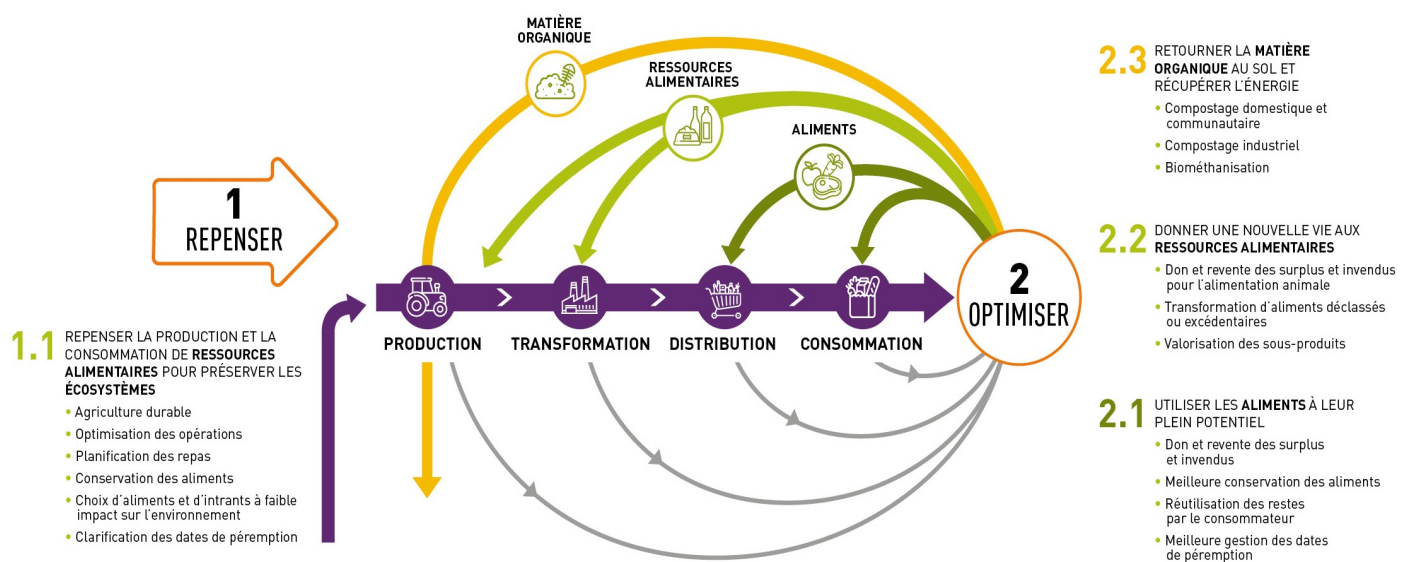 MATIÈRE
ORGANIQUE
RESSOURCES
ALIMENTAIRES
ALIMENTS
1
REPENSER
PRODUCTION
TRANSFORMATION
DISTRIBUTION
CONSOMMATION
2
OPTIMISER
1.1 REPENSER LA PRODUCTION ET LA
CONSOMMATION DE RESSOURCES
ALIMENTAIRES POUR PRÉSERVER LES
ÉCOSYSTÈMES
• Agriculture durable
• Optimisation des opérations
• Planification des repas
• Conservation des aliments
• Choix d'aliments et d'intrants à faible
impact sur l'environnement
• Clarification des dates de péremption
2.3 RETOURNER LA MATIÈRE
ORGANIQUE AU SOL ET
RÉCUPÉRER L'ÉNERGIE
• Compostage domestique et
communautaire
• Compostage industriel
• Biométhanisation
2.2 DONNER UNE NOUVELLE VIE AUX
RESSOURCES ALIMENTAIRES
• Don et revente des surplus et invendus
pour l'alimentation animale
• Transformation d'aliments déclassés
ou excédentaires
• Valorisation des sous-produits
2.1 UTILISER LES ALIMENTS À LEUR
PLEIN POTENTIEL
• Don et revente des surplus
et invendus
• Meilleure conservation des aliments
• Réutilisation des restes
par le consommateur
• Meilleure gestion des dates
de péremption